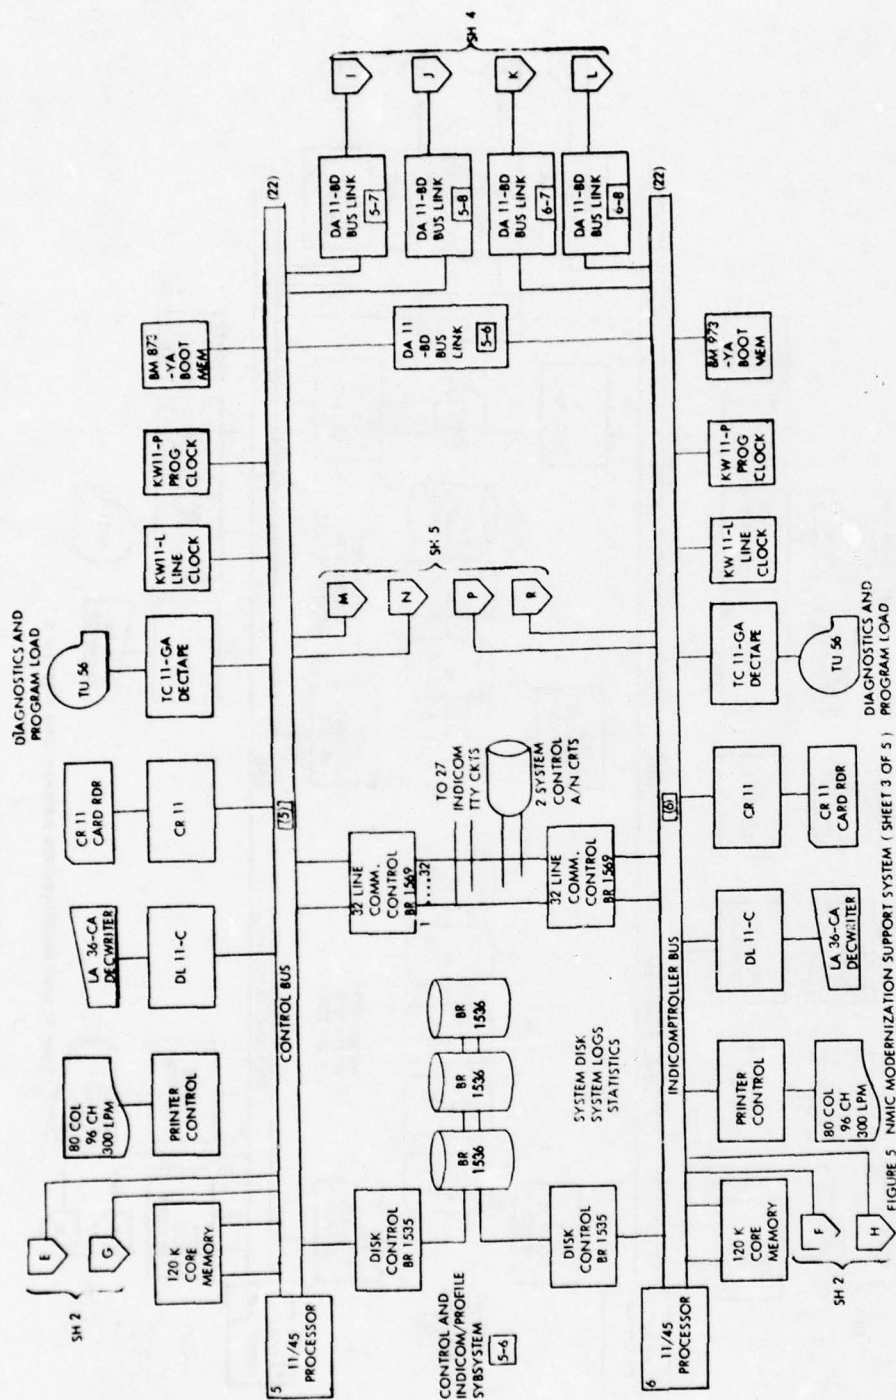 SH 2
E
G
120 K
CORE
MEMORY
5
11/45
PROCESSOR
80 COL
96 CH
300 LPM
PRINTER
CONTROL
LA 36-CA
DECWRITER
DL 11-C
CR 11
CARD RDR
CR 11
DIAGNOSTICS AND
PROGRAM LOAD
TU 56
TC 11-GA
DECTAPE
KW11-L
LINE
CLOCK
KW11-P
PROG
CLOCK
BM 873
-YA
BOOT
MEM
CONTROL BUS
(5)
(22)
DISK
CONTROL
BR 1535
CONTROL AND
INDICOM/PROFILE
SYBSYSTEM
5-6
DISK
CONTROL
BR 1535
BR
1536
BR
1536
BR
1536
SYSTEM DISK
SYSTEM LOGS
STATISTICS
32 LINE
COMM.
CONTROL
BR 1569
1 ....32
TO 27
INDICOM
TTY CKTS
2 SYSTEM
CONTROL
A/N CRTS
32 LINE
COMM.
CONTROL
BR 1569
M
N
P
R
SH 5
DA 11
-BD
BUS
LINK
5-6
DA 11-BD
BUS LINK
5-7
DA 11-BD
BUS LINK
5-8
DA 11-BD
BUS LINK
6-7
DA 11-BD
BUS LINK
6-8
I
J
K
L
SH 4
6
11/45
PROCESSOR
INDICOMPTROLLER BUS
(6)
(22)
120 K
CORE
MEMORY
F
H
SH 2
PRINTER
CONTROL
80 COL
96 CH
300 LPM
DL 11-C
LA 36-CA
DECWRITER
CR 11
CR 11
CARD RDR
TC 11-GA
DECTAPE
TU 56
DIAGNOSTICS AND
PROGRAM LOAD
KW 11-L
LINE
CLOCK
KW 11-P
PROG
CLOCK
BM 973
-YA
BOOT
MEM
FIGURE 5 NMIC MODERNIZATION SUPPORT SYSTEM ( SHEET 3 OF 5 )